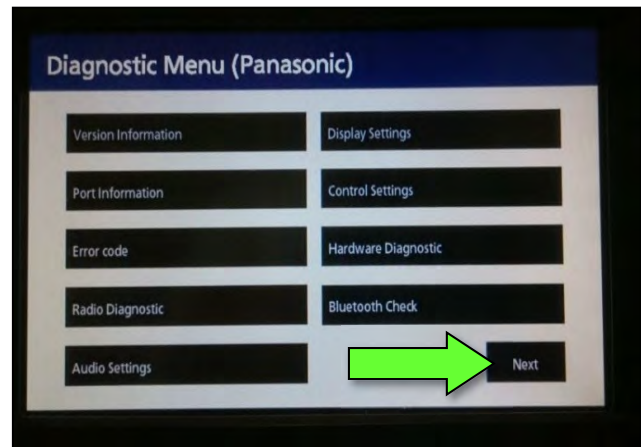 Diagnostic Menu (Panasonic)
Version Information
Display Settings
Port Information
Control Settings
Error code
Hardware Diagnostic
Radio Diagnostic
Bluetooth Check
Audio Settings
Next